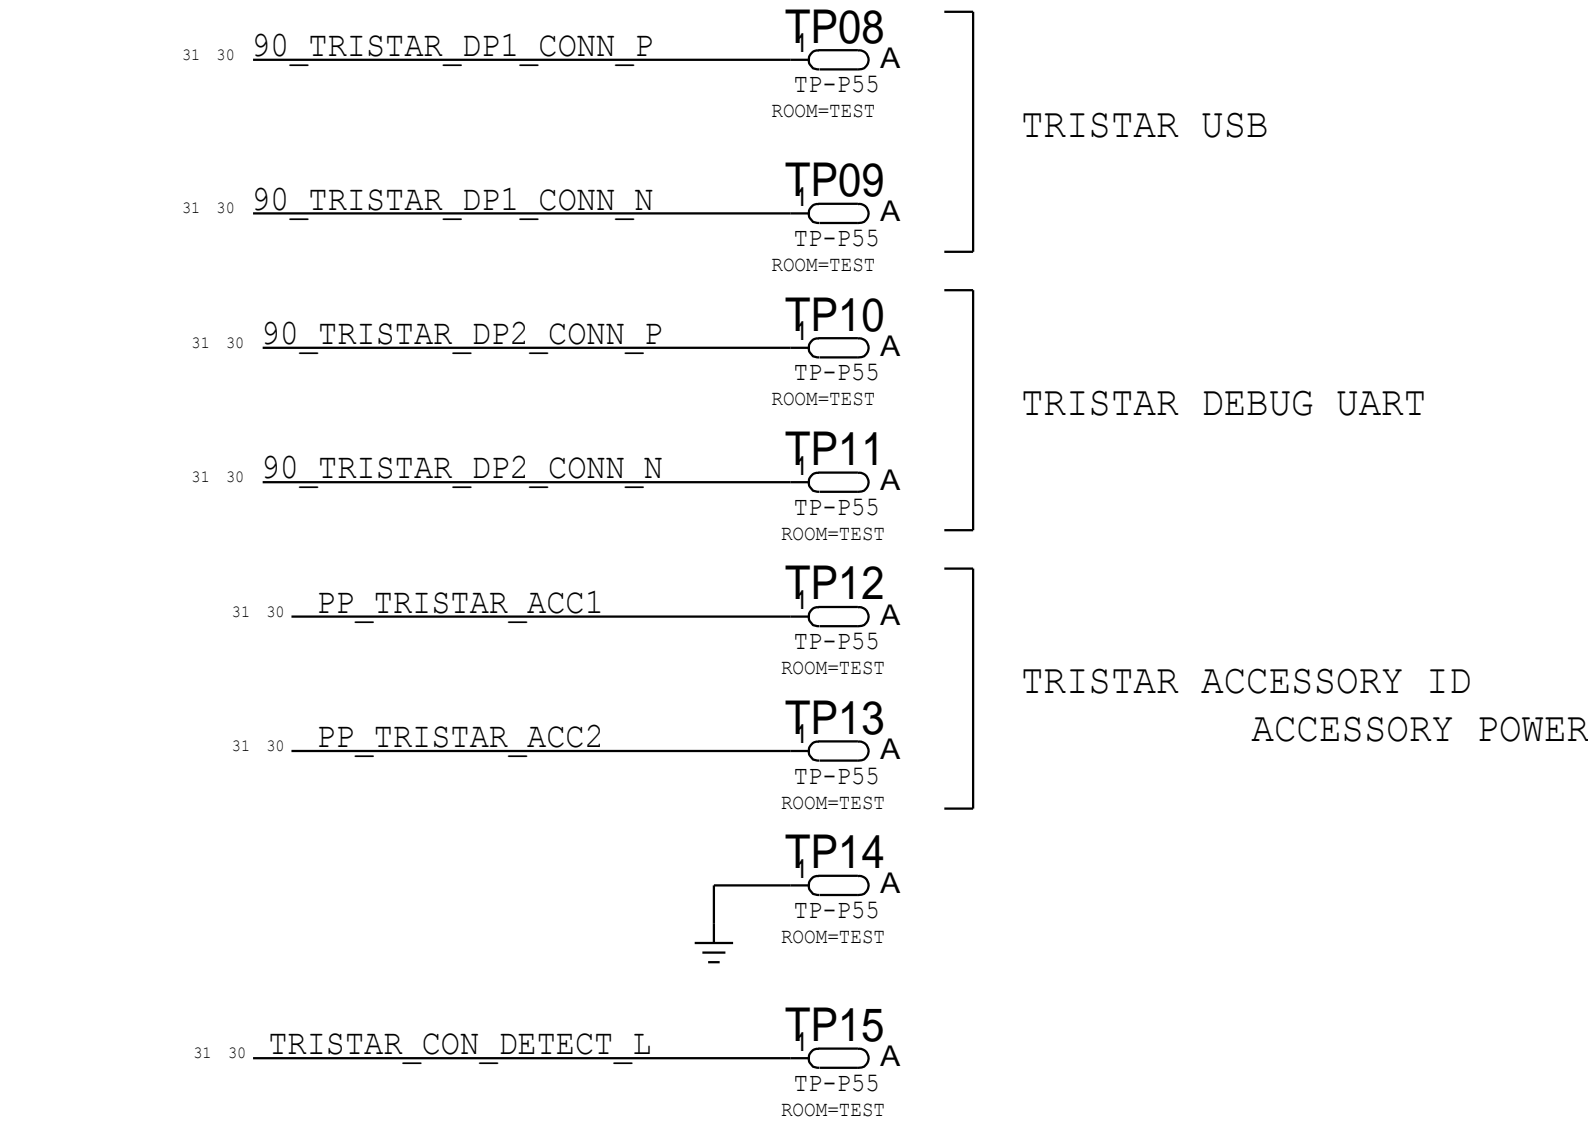 TP08
31 30 90_TRISTAR_DP1_CONN_P 1 A
TP-P55
ROOM=TEST
TRISTAR USB
TP09
31 30 90_TRISTAR_DP1_CONN_N 1 A
TP-P55
ROOM=TEST
TP10
31 30 90_TRISTAR_DP2_CONN_P 1 A
TP-P55
ROOM=TEST
TRISTAR DEBUG UART
TP11
31 30 90_TRISTAR_DP2_CONN_N 1 A
TP-P55
ROOM=TEST
TP12
31 30 PP_TRISTAR_ACC1 1 A
TP-P55
ROOM=TEST
TRISTAR ACCESSORY ID
ACCESSORY POWER
TP13
31 30 PP_TRISTAR_ACC2 1 A
TP-P55
ROOM=TEST
TP14
1 A
TP-P55
ROOM=TEST
TP15
31 30 TRISTAR_CON_DETECT_L 1 A
TP-P55
ROOM=TEST